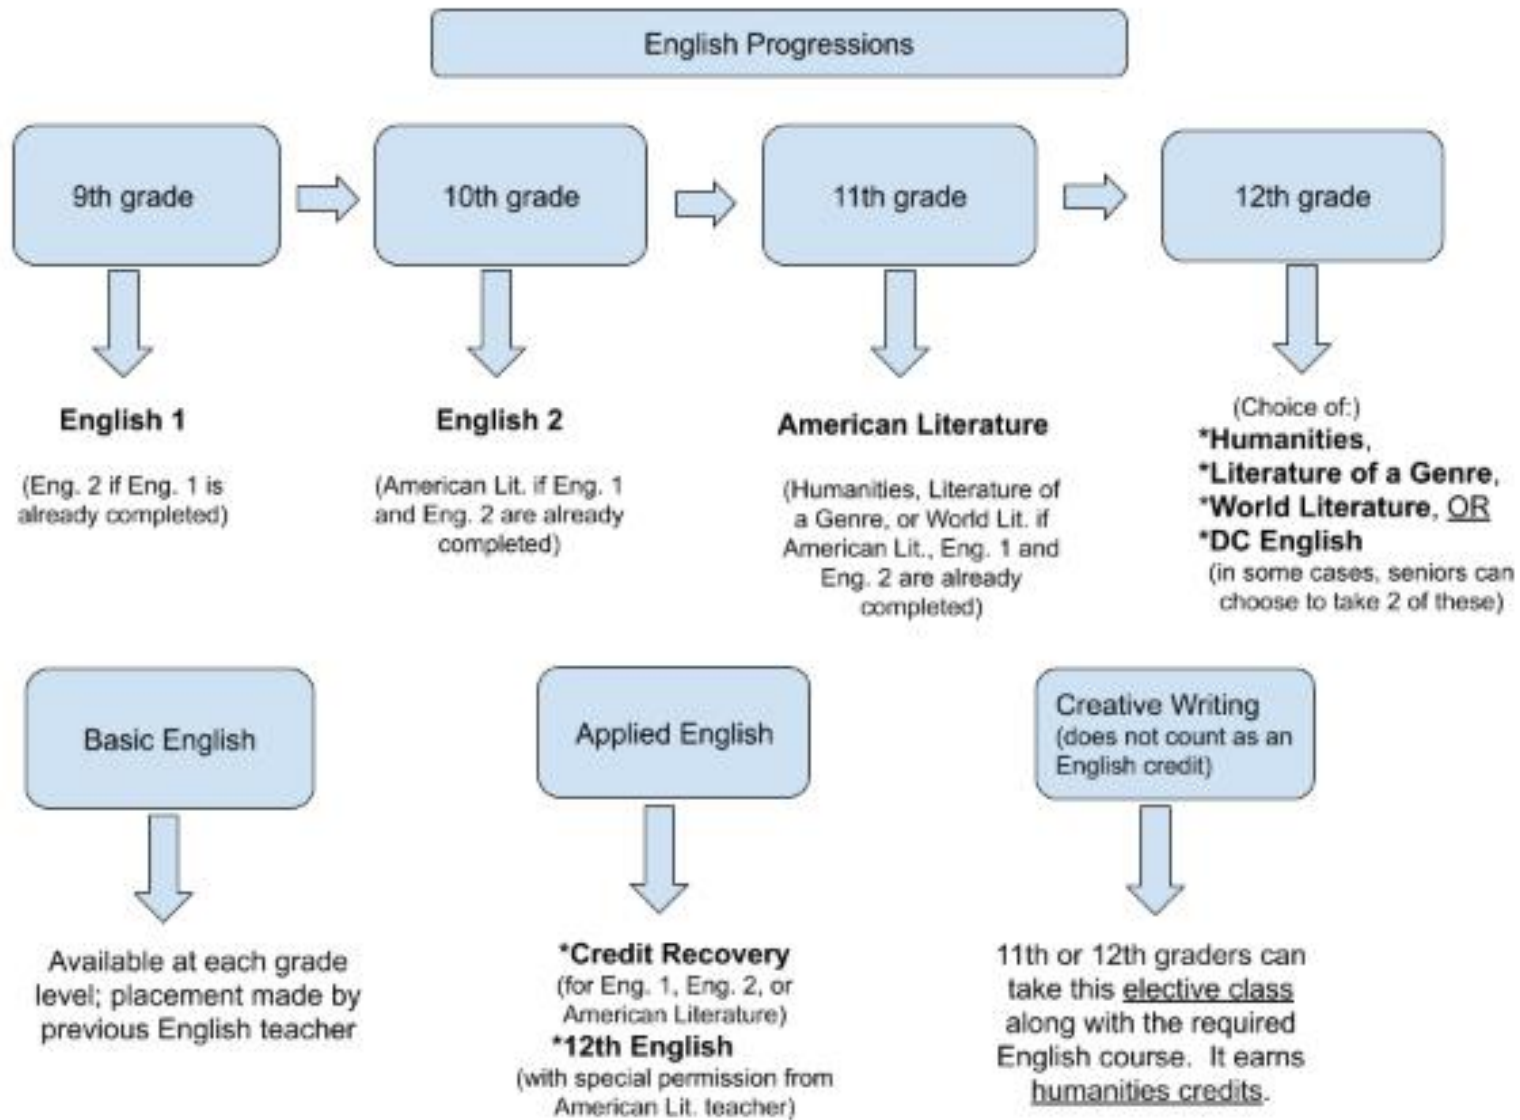 English Progressions
9th grade
10th grade
11th grade
12th grade
English 1
(Eng. 2 if Eng. 1 is
already completed)
English 2
(American Lit. if Eng. 1
and Eng. 2 are already
completed)
American Literature
(Humanities, Literature of
a Genre, or World Lit. if
American Lit., Eng. 1 and
Eng. 2 are already
completed)
(Choice of:)
*Humanities,
*Literature of a Genre,
*World Literature, OR
*DC English
(in some cases, seniors can
choose to take 2 of these)
Basic English
Available at each grade
level; placement made by
previous English teacher
Applied English
*Credit Recovery
(for Eng. 1, Eng. 2, or
American Literature)
*12th English
(with special permission from
American Lit. teacher)
Creative Writing
(does not count as an
English credit)
11th or 12th graders can
take this elective class
along with the required
English course. It earns
humanities credits.